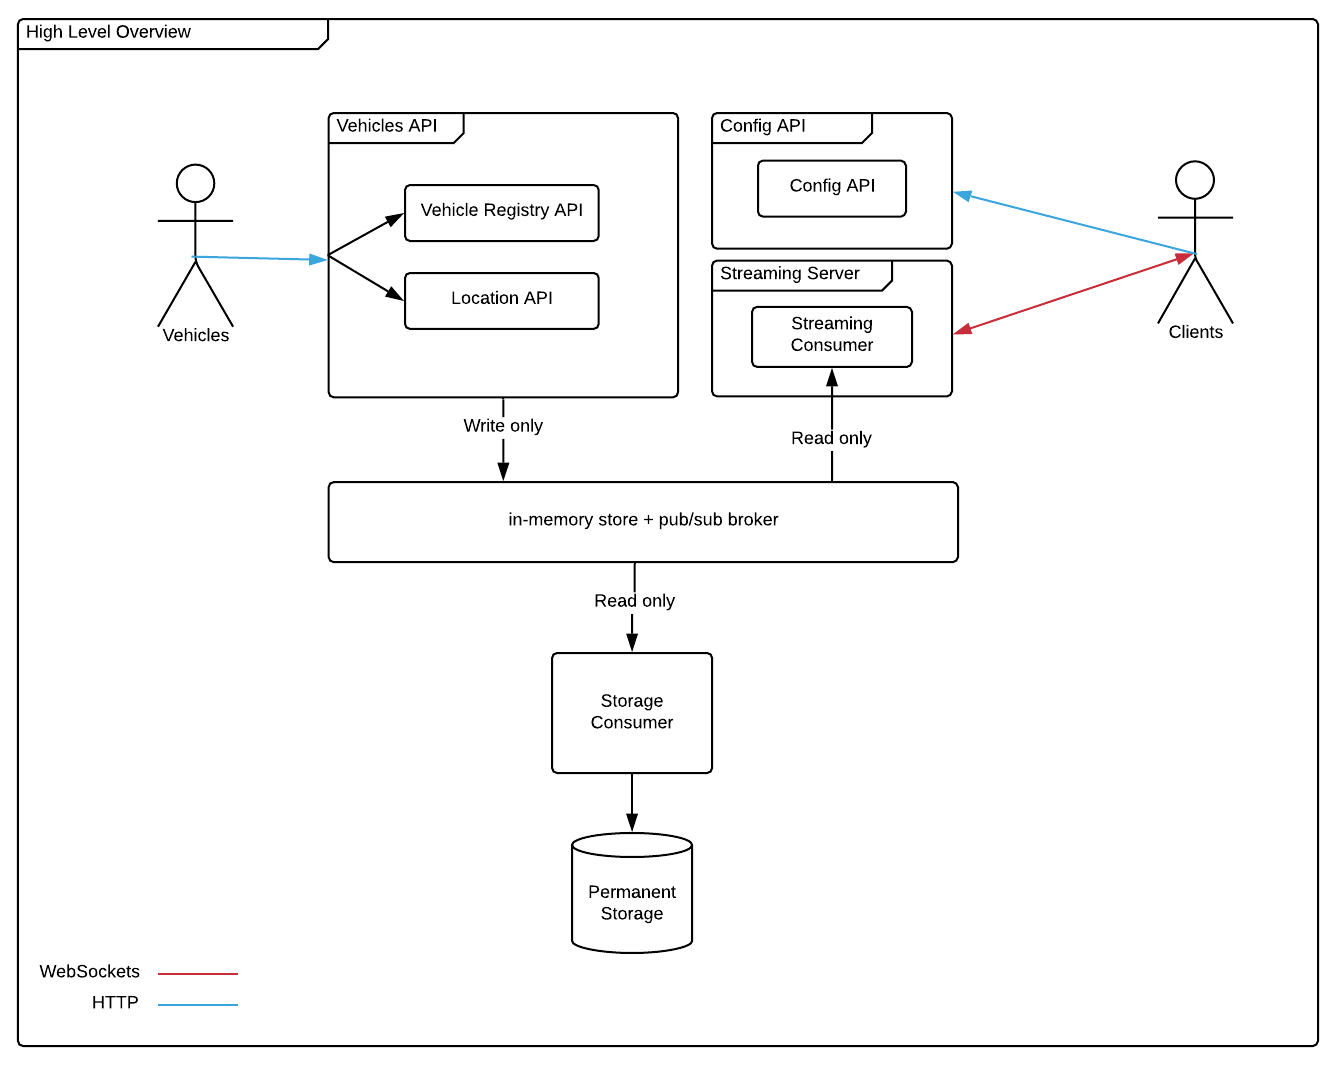 High Level Overview
Vehicles API
Config API
Vehicle Registry API
Config API
Location API
Streaming Server
Streaming
Consumer
Vehicles
Clients
Write only
Read only
in-memory store + pub/sub broker
Read only
Storage
Consumer
Permanent
Storage
WebSockets
HTTP